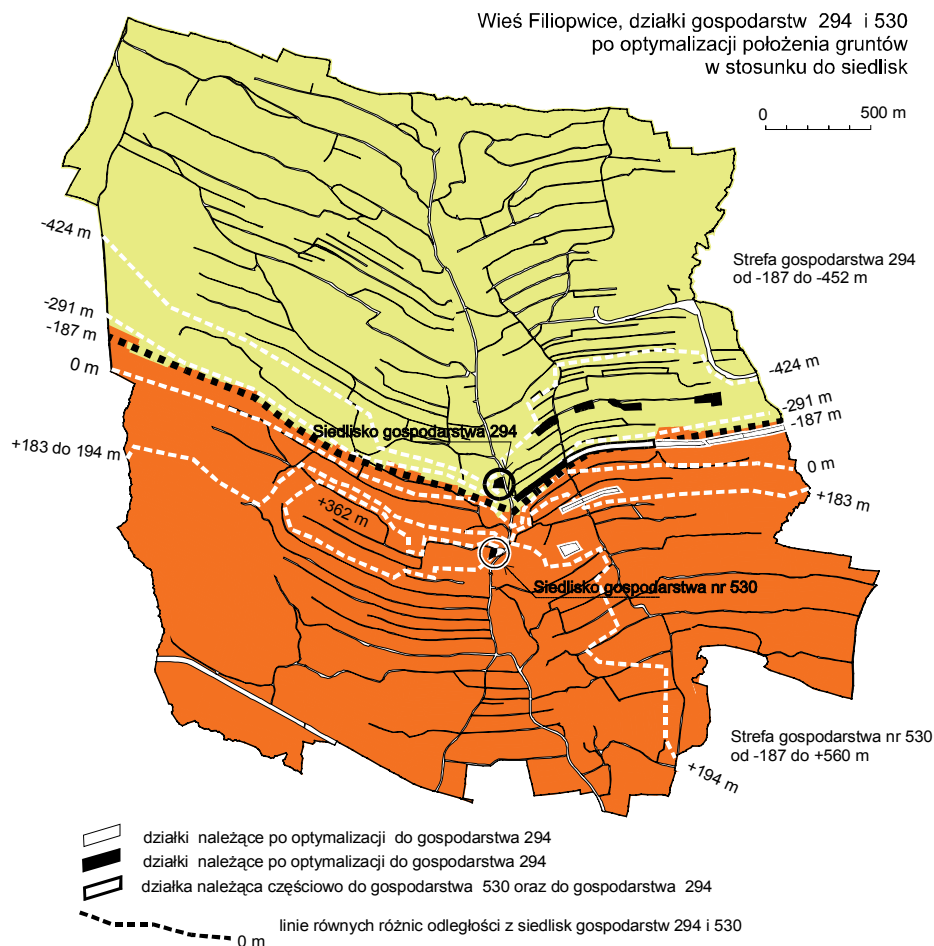 Wieś Filiopwice, działki gospodarstw 294 i 530
po optymalizacji położenia gruntów
w stosunku do siedlisk
0 500 m
-424 m
Strefa gospodarstwa 294
od -187 do -452 m
-291 m
-187 m
0 m
-424 m
-291 m
-187 m
Siedlisko gospodarstwa 294
+183 do 194 m
0 m
+183 m
+362 m
Siedlisko gospodarstwa nr 530
Strefa gospodarstwa nr 530
od -187 do +560 m
+194 m
działki należące po optymalizacji do gospodarstwa 294
działki należące po optymalizacji do gospodarstwa 294
działka należąca częściowo do gospodarstwa 530 oraz do gospodarstwa 294
linie równych różnic odległości z siedlisk gospodarstw 294 i 530
0 m